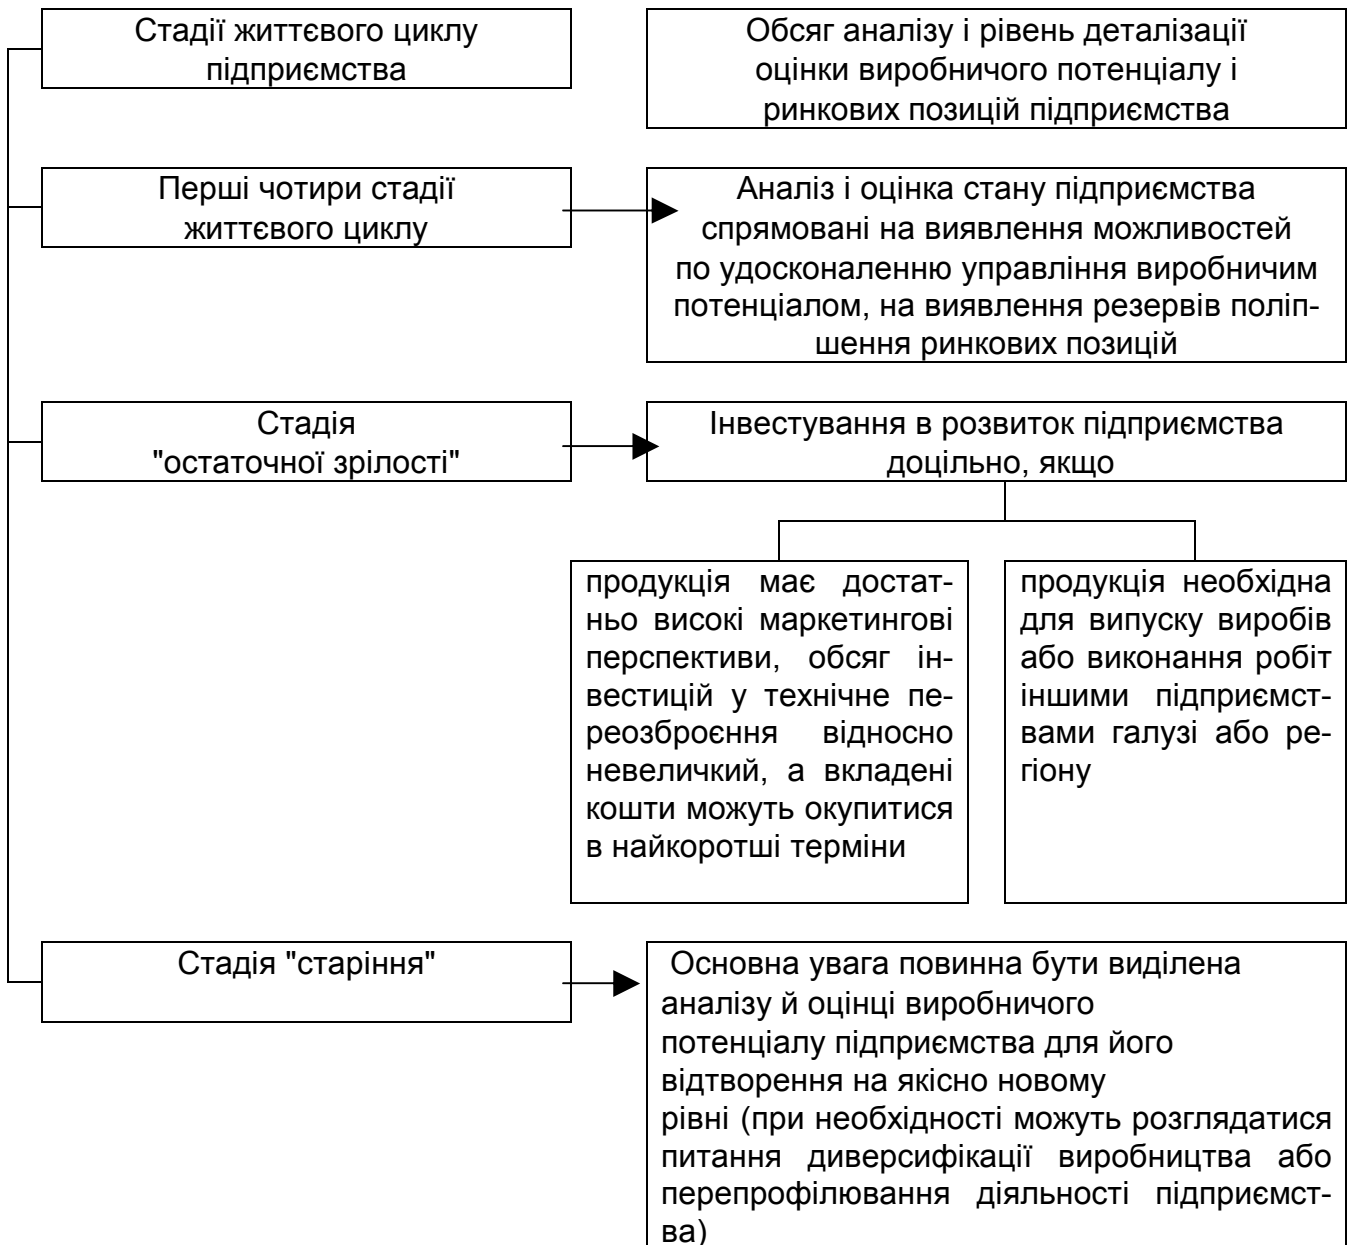 Стадії життєвого циклу
підприємства
Обсяг аналізу і рівень деталізації
оцінки виробничого потенціалу і
ринкових позицій підприємства
Перші чотири стадії
життєвого циклу
Аналіз і оцінка стану підприємства
спрямовані на виявлення можливостей
по удосконаленню управління виробничим
потенціалом, на виявлення резервів поліп-
шення ринкових позицій
Стадія
"остаточної зрілості"
Інвестування в розвиток підприємства
доцільно, якщо
продукція має достат-
ньо високі маркетингові
перспективи, обсяг ін-
вестицій у технічне пе-
реозброєння відносно
невеличкий, а вкладені
кошти можуть окупитися
в найкоротші терміни
продукція необхідна
для випуску виробів
або виконання робіт
іншими підприємст-
вами галузі або ре-
гіону
Стадія "старіння"
Основна увага повинна бути виділена
аналізу й оцінці виробничого
потенціалу підприємства для його
відтворення на якісно новому
рівні (при необхідності можуть розглядатися
питання диверсифікації виробництва або
перепрофілювання діяльності підприємст-
ва)